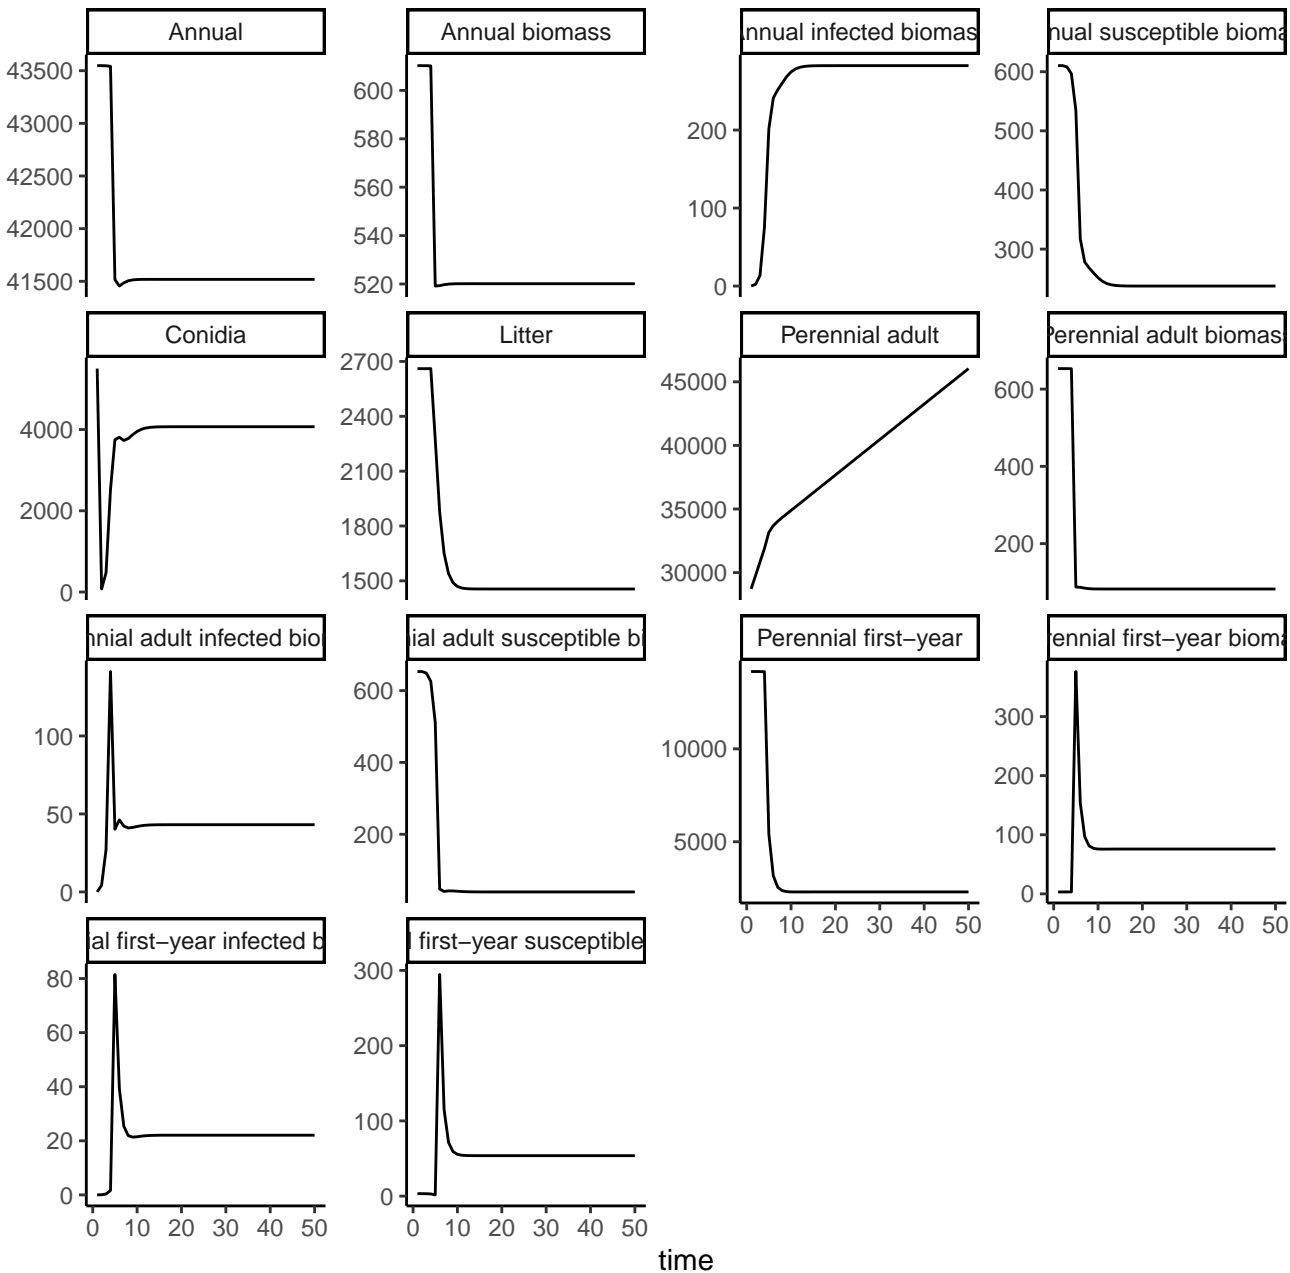 Annual
Annual biomass
nnual infected biomas
nual susceptible bioma
43500
43000
42500
42000
41500
600
580
560
540
520
200
100
0
600
500
400
300
Conidia
Litter
Perennial adult
Perennial adult biomass
4000
2000
0
2700
2400
2100
1800
1500
45000
40000
35000
30000
600
400
200
nnial adult infected bio
ial adult susceptible bi
Perennial first−year
rennial first−year bioma
100
50
0
600
400
200
10000
5000
0 10 20 30 40 50
300
200
100
0
0 10 20 30 40 50
ial first−year infected b
l first−year susceptible
80
60
40
20
0
0 10 20 30 40 50
300
200
100
0
0 10 20 30 40 50
time